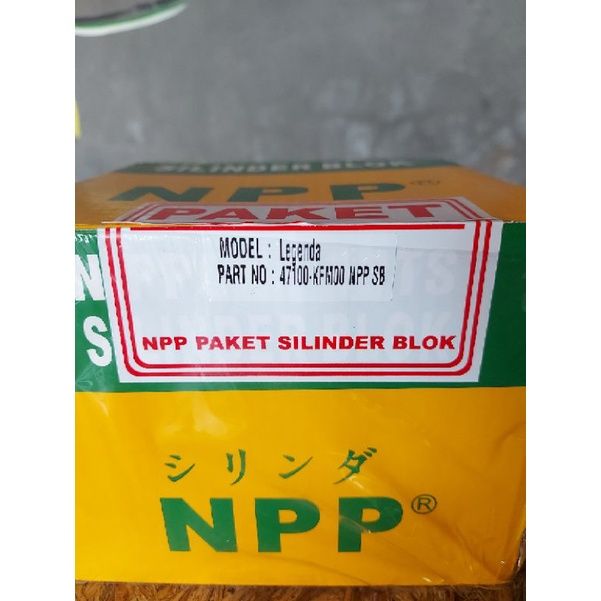 SILINDER BLOK
NPP®
PAKET
MODEL : Legenda
PART NO : 47100-KFM00 NPP SB
NPP PAKET SILINDER BLOK
シリンダ
NPP®